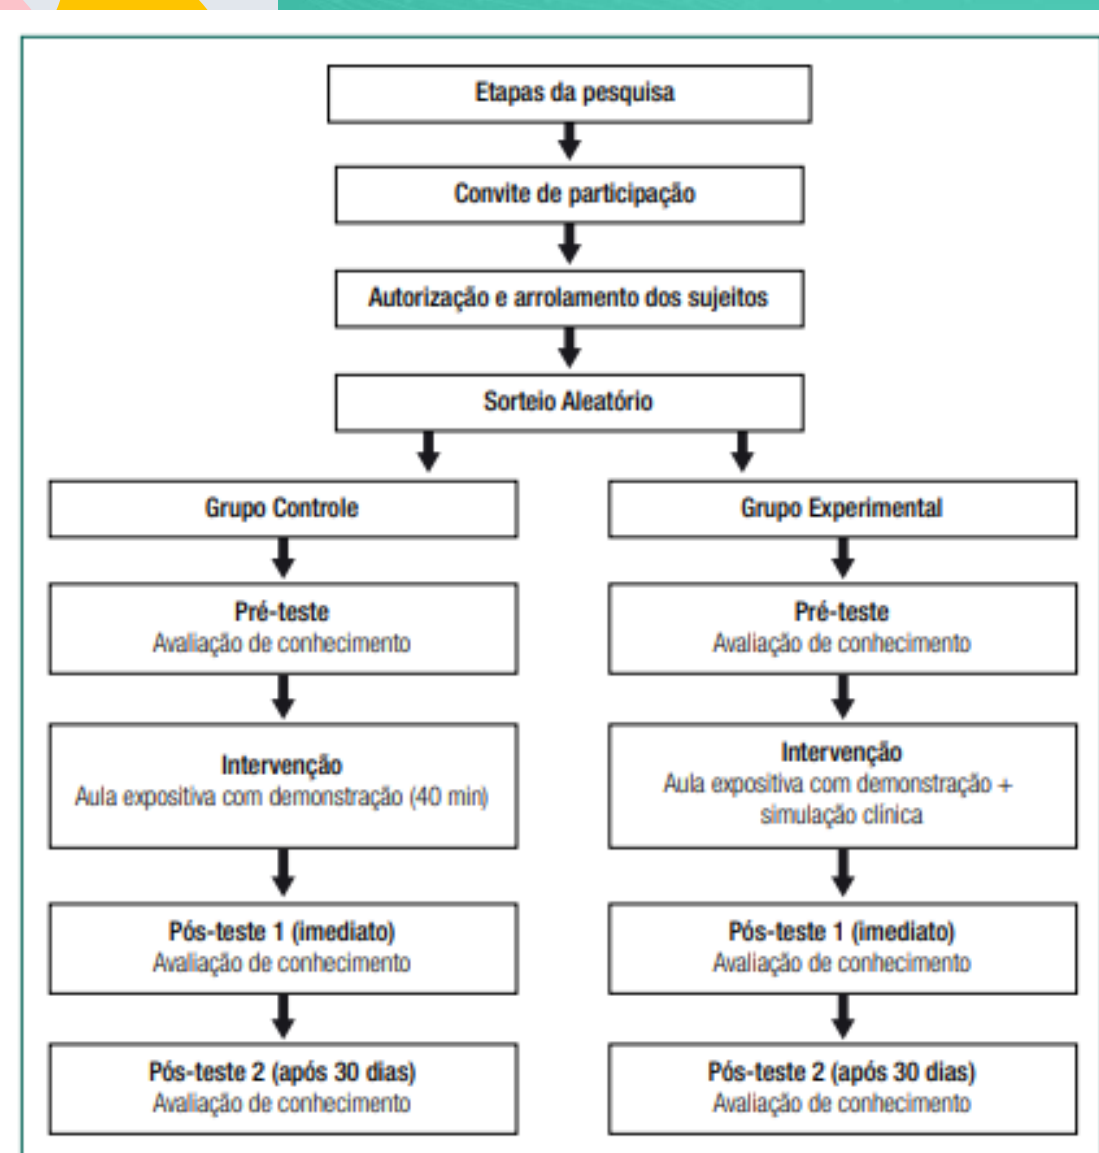 Etapas da pesquisa
Convite de participação
Autorização e arrolamento dos sujeitos
Sorteio Aleatório
Grupo Controle
Pré-teste
Avaliação de conhecimento
Intervenção
Aula expositiva com demonstração (40 min)
Pós-teste 1 (imediato)
Avaliação de conhecimento
Pós-teste 2 (após 30 dias)
Avaliação de conhecimento
Grupo Experimental
Pré-teste
Avaliação de conhecimento
Intervenção
Aula expositiva com demonstração +
simulação clínica
Pós-teste 1 (imediato)
Avaliação de conhecimento
Pós-teste 2 (após 30 dias)
Avaliação de conhecimento